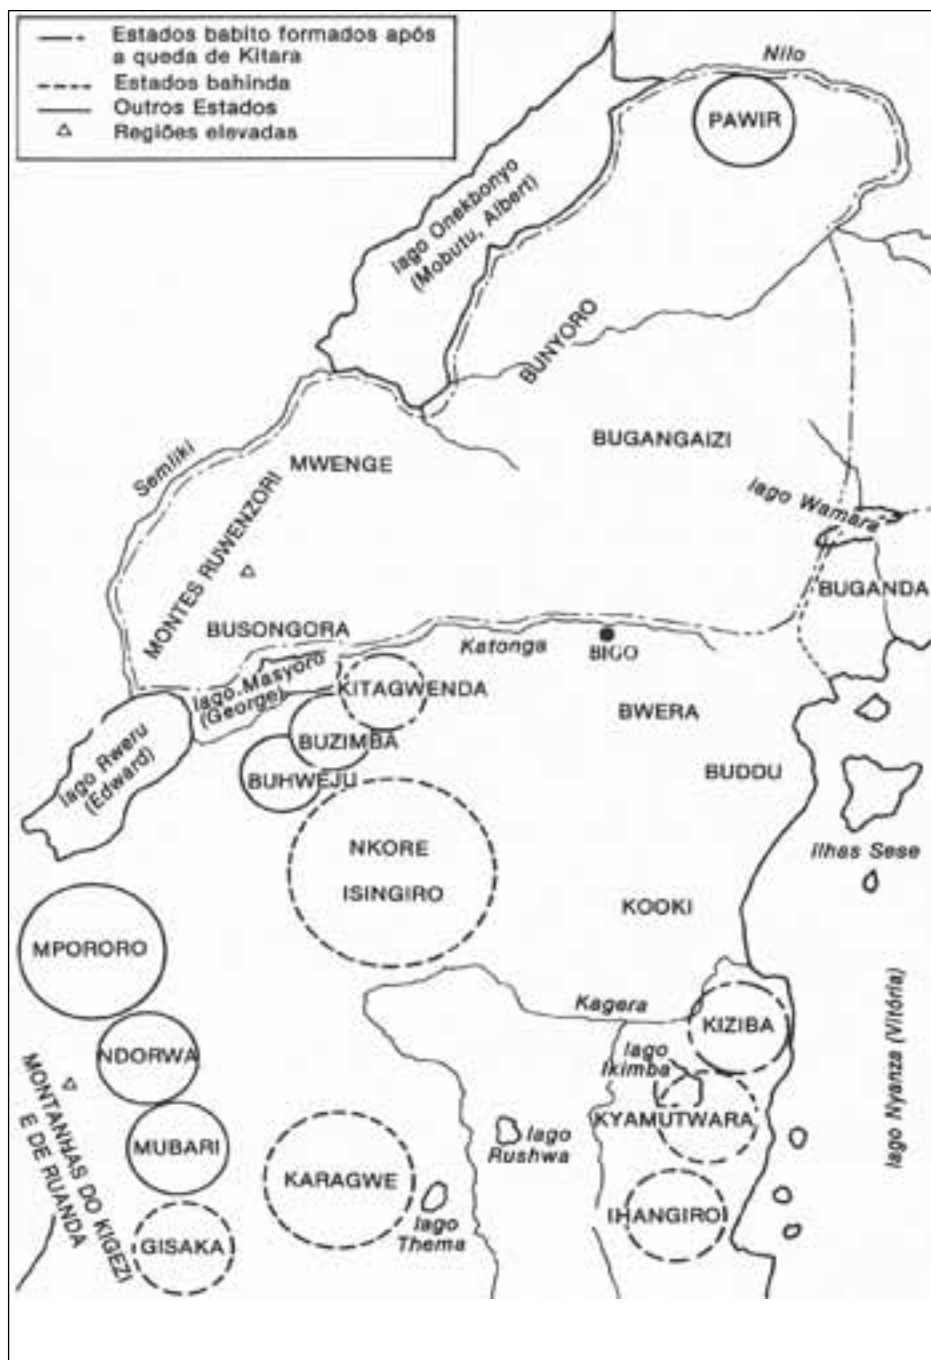 Estados babito formados após
a queda de Kitara
Estados bahinda
Outros Estados
Regiões elevadas
Nilo
PAWIR
lago Onekbonyo
(Mobutu, Albert)
BUNYORO
BUGANGAIZI
Semliki
MWENGE
lago Wamara
MONTES RUWENZORI
BUGANDA
BUSONGORA
Katonga
BIGO
lago Masyoro
(George)
KITAGWENDA
BWERA
lago Rweru
(Edward)
BUZIMBA
BUHWEJU
BUDDU
NKORE
ISINGIRO
Ilhas Sese
KOOKI
MPORORO
Kagera
KIZIBA
lago Nyanza (Vitória)
NDORWA
lago
Ikimba
MONTANHAS DO KIGEZI
E DE RUANDA
KYAMUTWARA
MUBARI
lago
Rushwa
KARAGWE
IHANGIRO
lago
Thema
GISAKA